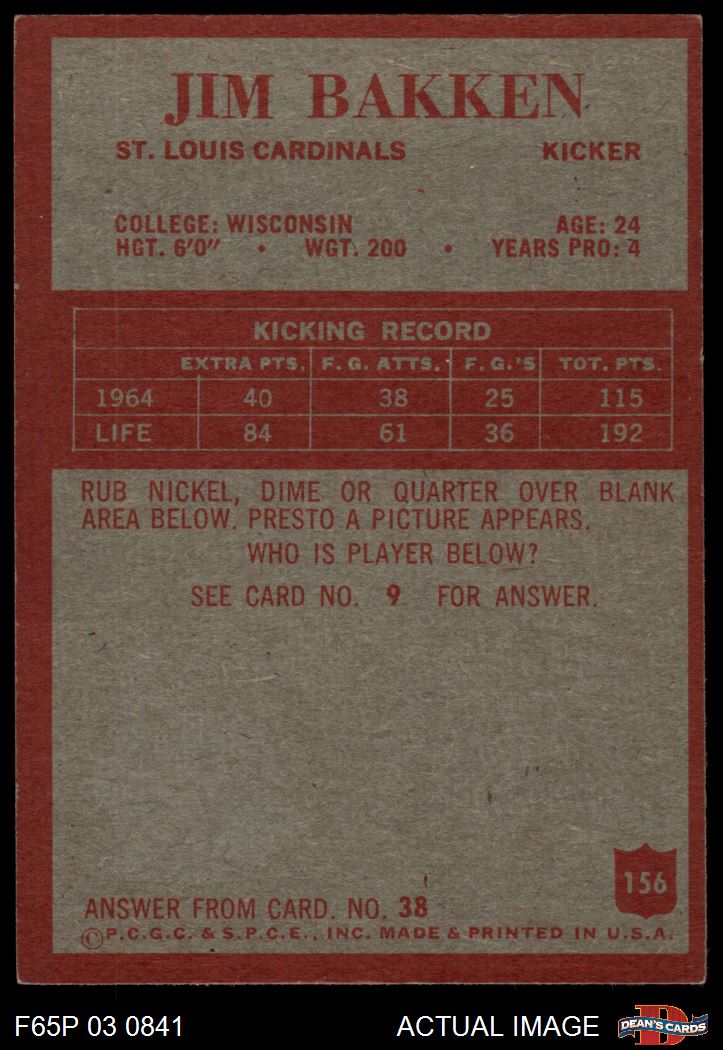 JIM BAKKEN
ST. LOUIS CARDINALS KICKER
COLLEGE: WISCONSIN AGE: 24
HGT. 6'0" • WGT. 200 • YEARS PRO: 4
KICKING RECORD
EXTRA PTS. F. G. ATTS. F. G.'S TOT. PTS.
1964 40 38 25 115
LIFE 84 61 36 192
RUB NICKEL, DIME OR QUARTER OVER BLANK
AREA BELOW. PRESTO A PICTURE APPEARS.
WHO IS PLAYER BELOW?
SEE CARD NO. 9 FOR ANSWER.
156
ANSWER FROM CARD. NO. 38
©P.C.G.C. & S.P.C.E., INC. MADE & PRINTED IN U.S.A.
F65P 03 0841 ACTUAL IMAGE
D
DEAN'S CARDS